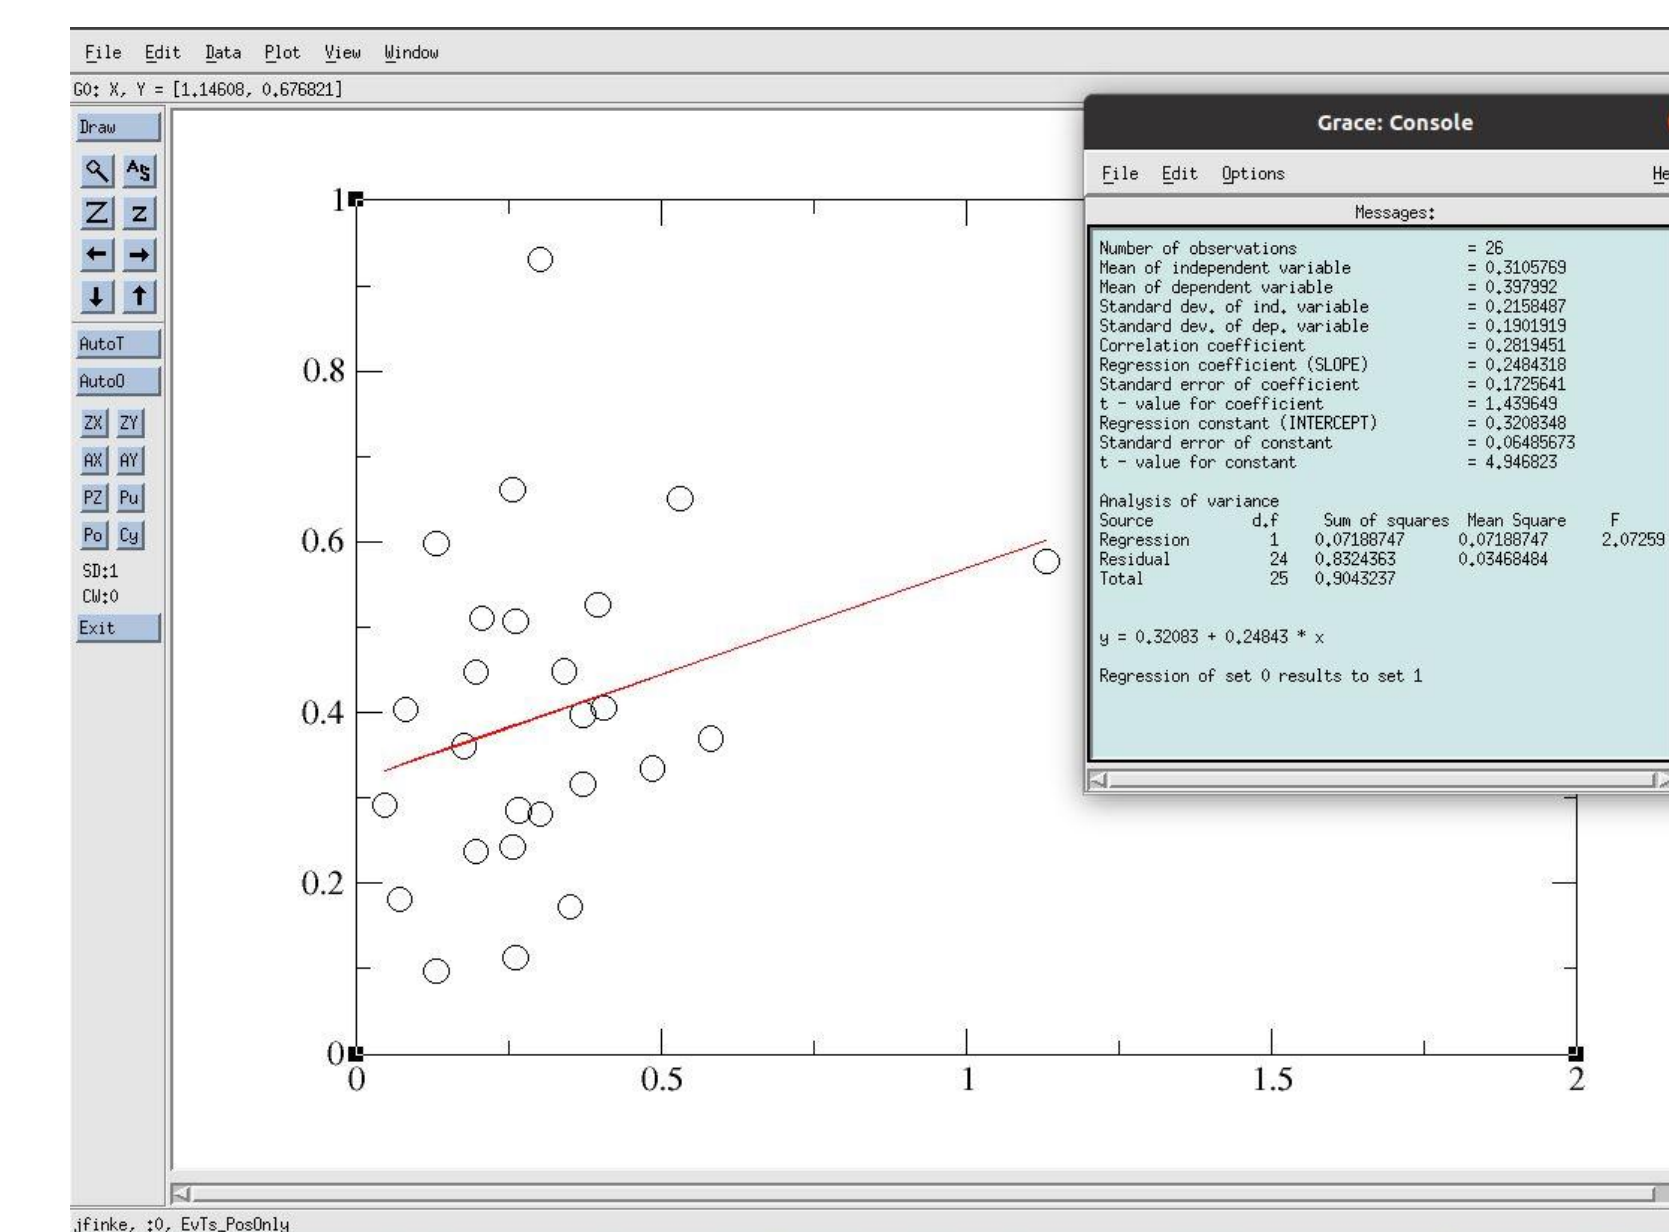 File Edit Data Plot View Window
G0: X, Y = [1.14608, 0.676821]
Draw
AS
Z z
AutoT
AutoO
ZX ZY
AX AY
PZ Pu
Po Cy
SD:1
CW:0
Exit
1
0.8
0.6
0.4
0.2
0
0 0.5 1 1.5 2
Grace: Console
File Edit Options He
Messages:
Number of observations = 26
Mean of independent variable = 0.3105769
Mean of dependent variable = 0.397992
Standard dev. of ind. variable = 0.2158487
Standard dev. of dep. variable = 0.1901919
Correlation coefficient = 0.2819451
Regression coefficient (SLOPE) = 0.2484318
Standard error of coefficient = 0.1725641
t - value for coefficient = 1.439649
Regression constant (INTERCEPT) = 0.3208348
Standard error of constant = 0.06485673
t - value for constant = 4.946823
Analysis of variance
Source d.f Sum of squares Mean Square F
Regression 1 0.07188747 0.07188747 2.07259
Residual 24 0.8324363 0.03468484
Total 25 0.9043237
y = 0.32083 + 0.24843 * x
Regression of set 0 results to set 1
jfinke, :0, EvTs_PosOnly